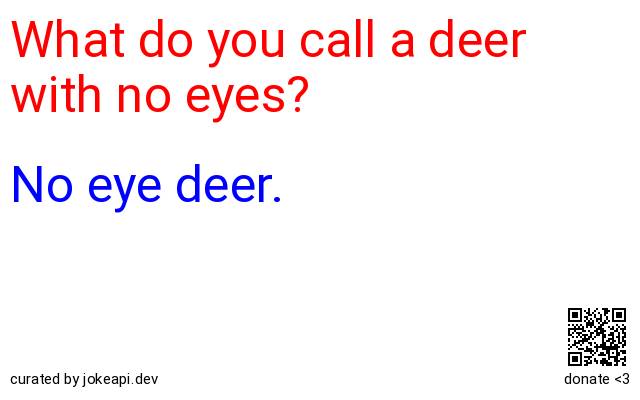 What do you call a deer
with no eyes?
No eye deer.
curated by jokeapi.dev
donate <3